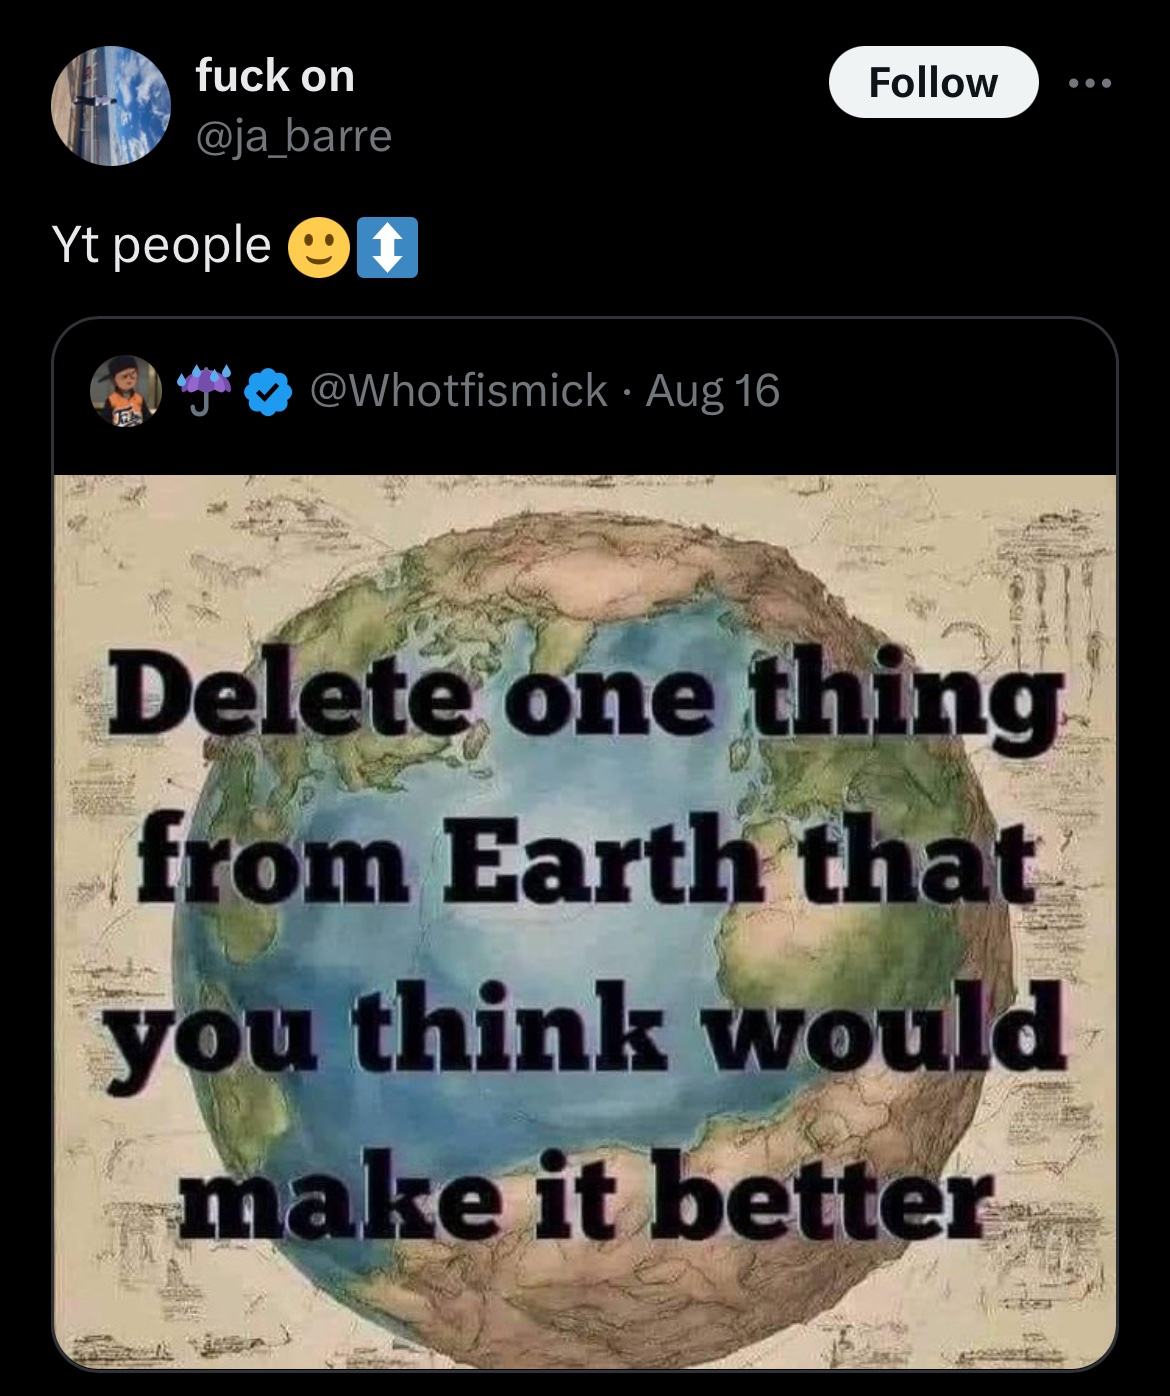 fuck on
Follow
@ja_barre
Yt people 🙂↕️
☂️ @Whotfismick · Aug 16
Delete one thing
from Earth that
you think would
make it better